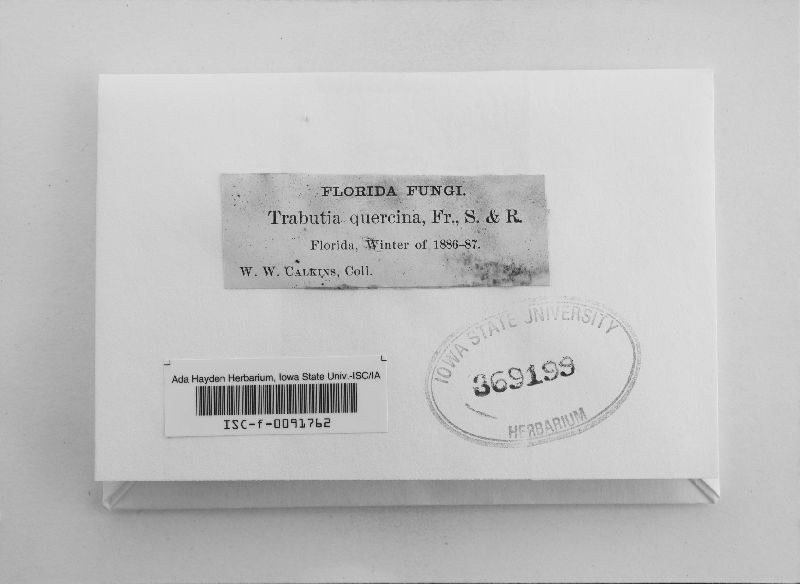 FLORIDA FUNGI.
Trabutia quercina, Fr., S. & R.
Florida, Winter of 1886–87.
W. W. CALKINS, Coll.
IOWA STATE UNIVERSITY
369199
HERBARIUM
Ada Hayden Herbarium, Iowa State Univ.-ISC/IA
ISC-f-0091762